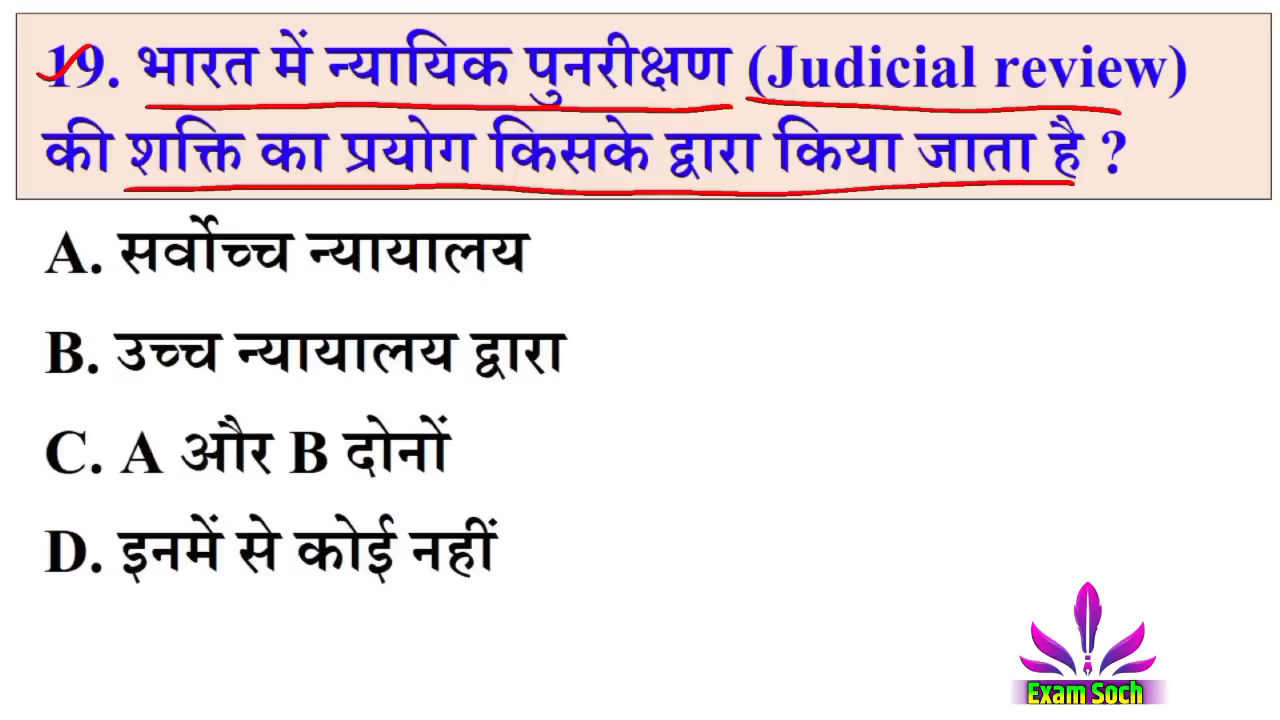 19. भारत में न्यायिक पुनरीक्षण (Judicial review)
की शक्ति का प्रयोग किसके द्वारा किया जाता है ?
A. सर्वोच्च न्यायालय
B. उच्च न्यायालय द्वारा
C. A और B दोनों
D. इनमें से कोई नहीं
Exam Soch